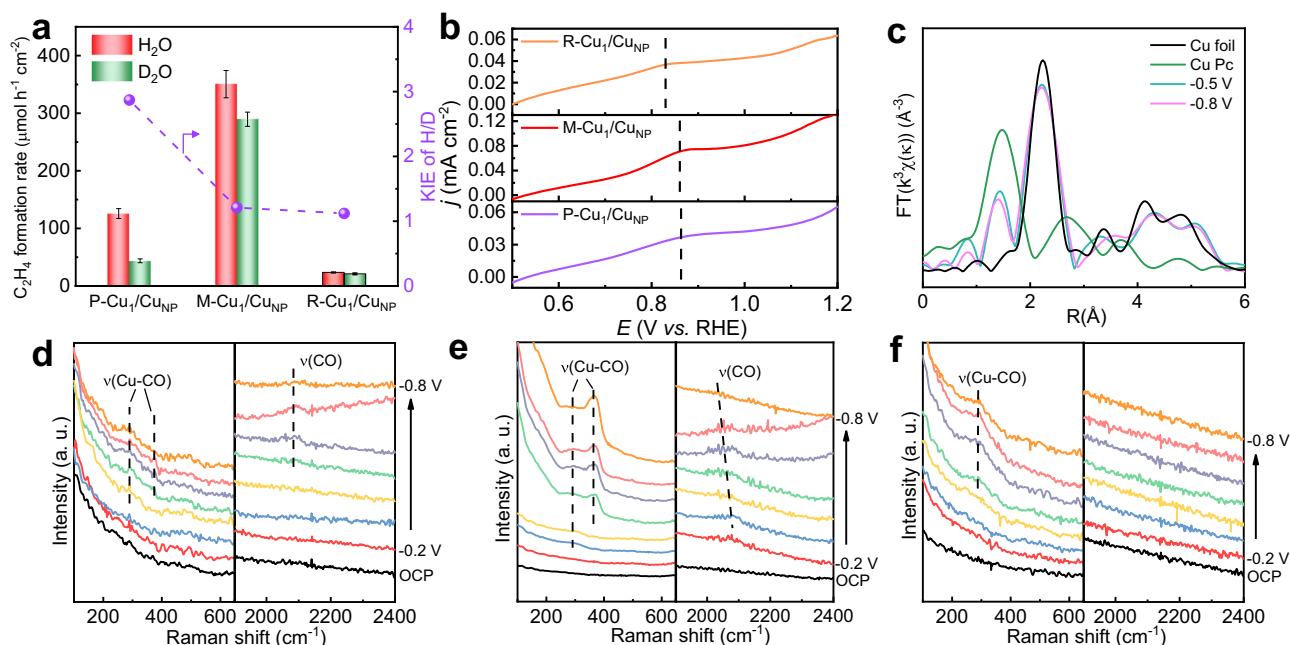 a
H₂O
D₂O
C₂H₄ formation rate (μmol h⁻¹ cm⁻²)
400
350
300
250
200
150
100
50
0
4
3
2
1
0
KIE of H/D
P-Cu₁/Cu_NP
M-Cu₁/Cu_NP
R-Cu₁/Cu_NP
b
R-Cu₁/Cu_NP
M-Cu₁/Cu_NP
P-Cu₁/Cu_NP
j (mA cm⁻²)
0.06
0.04
0.02
0.00
0.12
0.08
0.04
0.00
0.06
0.03
0.00
0.6
0.8
1.0
1.2
E (V vs. RHE)
c
Cu foil
Cu Pc
-0.5 V
-0.8 V
FT(k³χ(κ)) (Å⁻³)
0
2
4
6
R(Å)
d
ν(Cu-CO)
ν(CO)
-0.8 V
-0.2 V
OCP
Intensity (a. u.)
200
400
600
2000
2200
2400
Raman shift (cm⁻¹)
e
ν(Cu-CO)
ν(CO)
-0.8 V
-0.2 V
OCP
Intensity (a. u.)
200
400
600
2000
2200
2400
Raman shift (cm⁻¹)
f
ν(Cu-CO)
-0.8 V
-0.2 V
OCP
Intensity (a. u.)
200
400
600
2000
2200
2400
Raman shift (cm⁻¹)